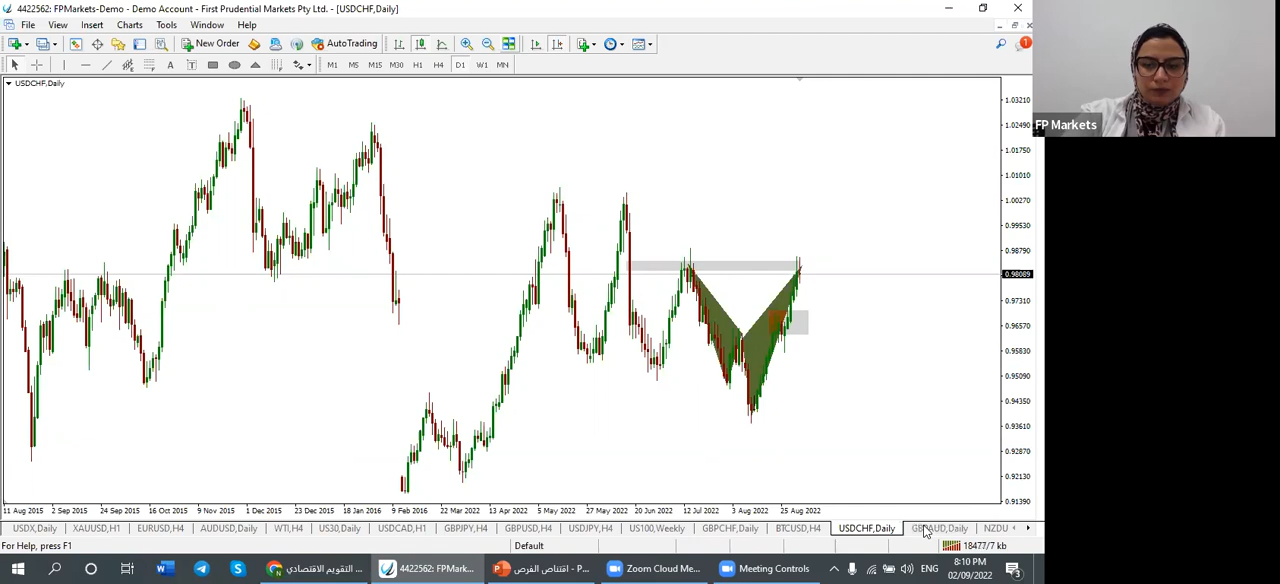 4422562: FPMarkets-Demo - Demo Account - First Prudential Markets Pty Ltd. - [USDCHF,Daily]
File View Insert Charts Tools Window Help
New Order AutoTrading
A T M1 M5 M15 M30 H1 H4 D1 W1 MN
1
USDCHF,Daily
FP Markets
1.03210
1.02490
1.01750
1.01010
1.00270
0.99530
0.98790
0.98089
0.97310
0.96570
0.95830
0.95090
0.94350
0.93610
0.92870
0.92130
0.91390
11 Aug 2015 2 Sep 2015 24 Sep 2015 16 Oct 2015 9 Nov 2015 1 Dec 2015 23 Dec 2015 18 Jan 2016 9 Feb 2016 22 Mar 2022 13 Apr 2022 5 May 2022 27 May 2022 20 Jun 2022 12 Jul 2022 3 Aug 2022 25 Aug 2022
USDX,Daily XAUUSD,H1 EURUSD,H4 AUDUSD,Daily WTI,H4 US30,Daily USDCAD,H1 GBPJPY,H4 GBPUSD,H4 USDJPY,H4 US100,Weekly GBPCHF,Daily BTCUSD,H4 USDCHF,Daily GBPAUD,Daily NZDU
For Help, press F1 Default 18477/7 kb
التقويم الاقتصادي 4422562: FPMark... اقتناص الفرص - P... Zoom Cloud Me... Meeting Controls ENG 8:10 PM
02/09/2022 3